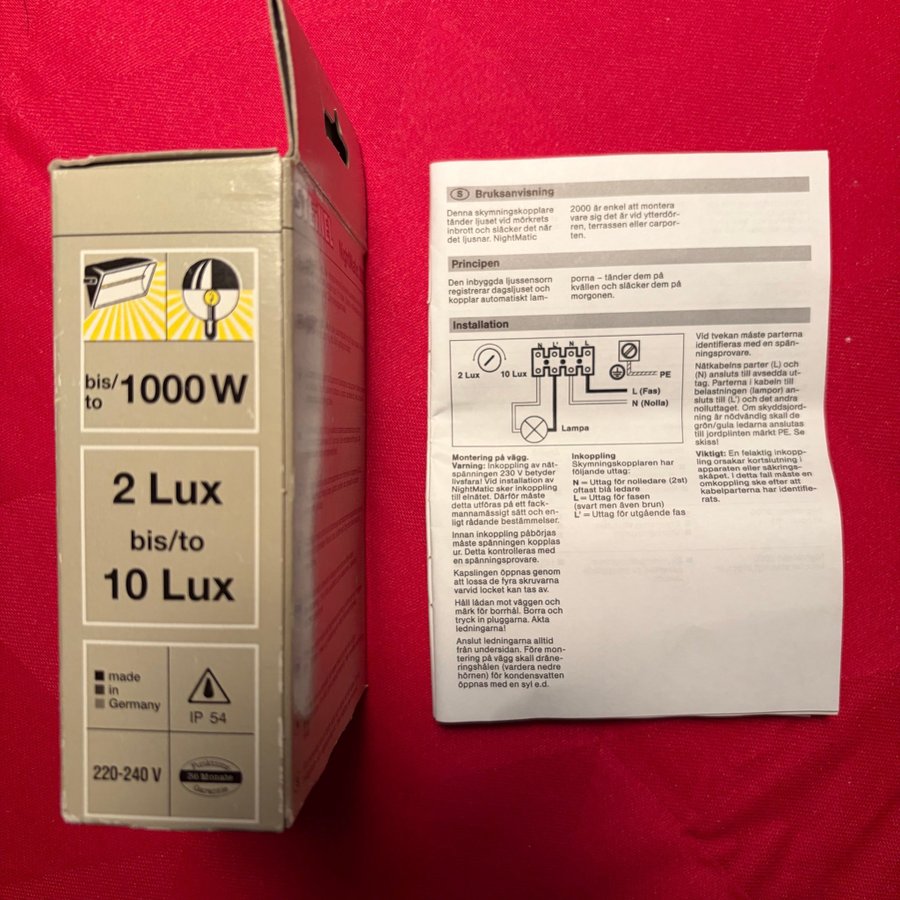 bis/
to 1000 W
2 Lux
bis/to
10 Lux
made
in
Germany
IP 54
220-240 V
Funktions
36 Monate
Garantie
S Bruksanvisning
Denna skymningskopplare
tänder ljuset vid mörkrets
inbrott och släcker det när
det ljusnar. NightMatic
2000 är enkel att montera
vare sig det är vid ytterdör-
ren, terrassen eller carpor-
ten.
Principen
Den inbyggda ljussensorn
registrerar dagsljuset och
kopplar automatiskt lam-
porna – tänder dem på
kvällen och släcker dem på
morgonen.
Installation
2 Lux 10 Lux
N L' N L
PE
L (Fas)
N (Nolla)
Lampa
Montering på vägg.
Varning: Inkoppling av nät-
spänningen 230 V betyder
livsfara! Vid installation av
NightMatic sker inkoppling
till elnätet. Därför måste
detta utföras på ett fack-
mannamässigt sätt och en-
ligt rådande bestämmelser.
Innan inkoppling påbörjas
måste spänningen kopplas
ur. Detta kontrolleras med
en spänningsprovare.
Kapslingen öppnas genom
att lossa de fyra skruvarna
varvid locket kan tas av.
Håll lådan mot väggen och
märk för borrhål. Borra och
tryck in pluggarna. Akta
ledningarna!
Anslut ledningarna alltid
från undersidan. Före mon-
tering på vägg skall dräne-
ringshålen (vardera nedre
hörnen) för kondensvatten
öppnas med en syl e.d.
Inkoppling
Skymningskopplaren har
följande uttag:
N = Uttag för nolledare (2st)
oftast blå ledare
L = Uttag för fasen
(svart men även brun)
L' = Uttag för utgående fas
Vid tvekan måste parterna
identifieras med en spän-
ningsprovare.
Nätkabelns parter (L) och
(N) ansluts till avsedda ut-
tag. Parterna i kabeln till
belastningen (lampor) an-
sluts till (L') och det andra
nolluttaget. Om skyddsjord-
ning är nödvändig skall de
grön/gula ledarna anslutas
till jordplinten märkt PE. Se
skiss!
Viktigt: En felaktig inkopp-
ling orsakar kortslutning i
apparaten eller säkrings-
skåpet. I detta fall måste en
omkoppling ske efter att
kabelparterna har identifie-
rats.